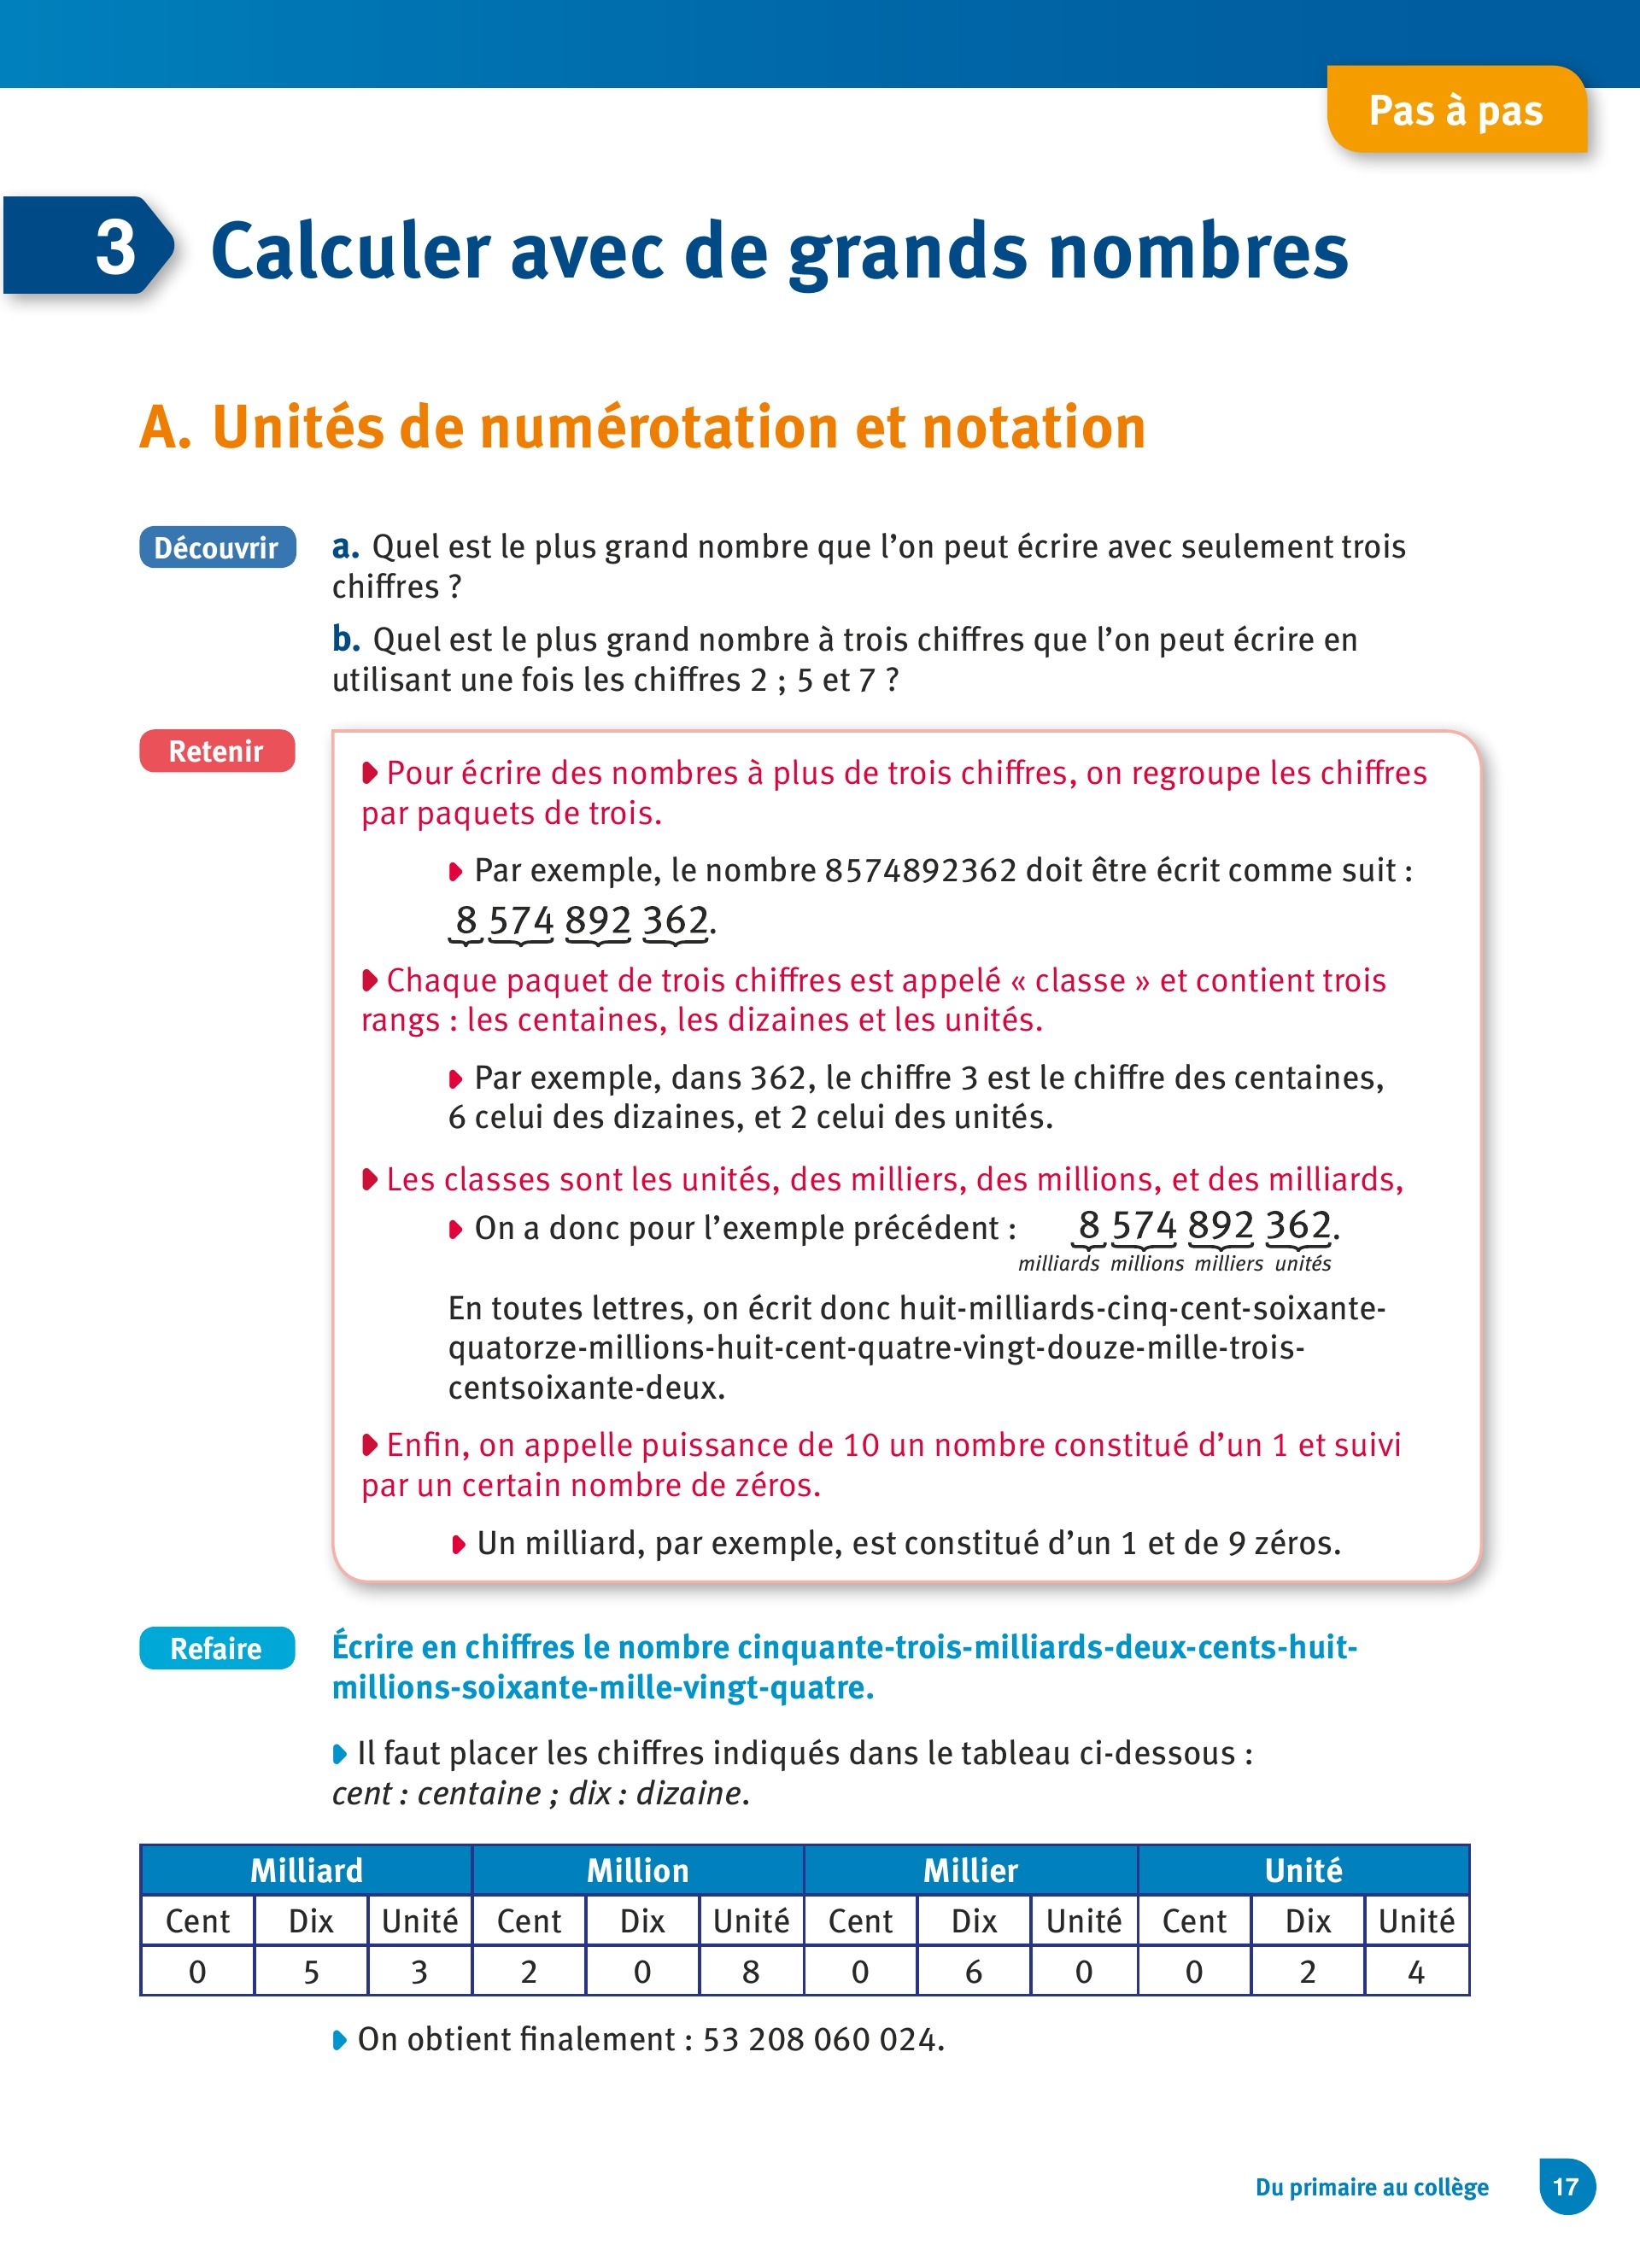 Pas à pas
3 Calculer avec de grands nombres
A. Unités de numérotation et notation
Découvrir
a. Quel est le plus grand nombre que l’on peut écrire avec seulement trois
chiffres ?
b. Quel est le plus grand nombre à trois chiffres que l’on peut écrire en
utilisant une fois les chiffres 2 ; 5 et 7 ?
Retenir
Pour écrire des nombres à plus de trois chiffres, on regroupe les chiffres
par paquets de trois.
Par exemple, le nombre 8574892362 doit être écrit comme suit :
8 574 892 362.
Chaque paquet de trois chiffres est appelé « classe » et contient trois
rangs : les centaines, les dizaines et les unités.
Par exemple, dans 362, le chiffre 3 est le chiffre des centaines,
6 celui des dizaines, et 2 celui des unités.
Les classes sont les unités, des milliers, des millions, et des milliards,
On a donc pour l’exemple précédent : 8 574 892 362.
milliards millions milliers unités
En toutes lettres, on écrit donc huit-milliards-cinq-cent-soixante-
quatorze-millions-huit-cent-quatre-vingt-douze-mille-trois-
centsoixante-deux.
Enfin, on appelle puissance de 10 un nombre constitué d’un 1 et suivi
par un certain nombre de zéros.
Un milliard, par exemple, est constitué d’un 1 et de 9 zéros.
Refaire
Écrire en chiffres le nombre cinquante-trois-milliards-deux-cents-huit-
millions-soixante-mille-vingt-quatre.
Il faut placer les chiffres indiqués dans le tableau ci-dessous :
cent : centaine ; dix : dizaine.
Milliard Million Millier Unité
Cent Dix Unité Cent Dix Unité Cent Dix Unité Cent Dix Unité
0 5 3 2 0 8 0 6 0 0 2 4
On obtient finalement : 53 208 060 024.
Du primaire au collège 17